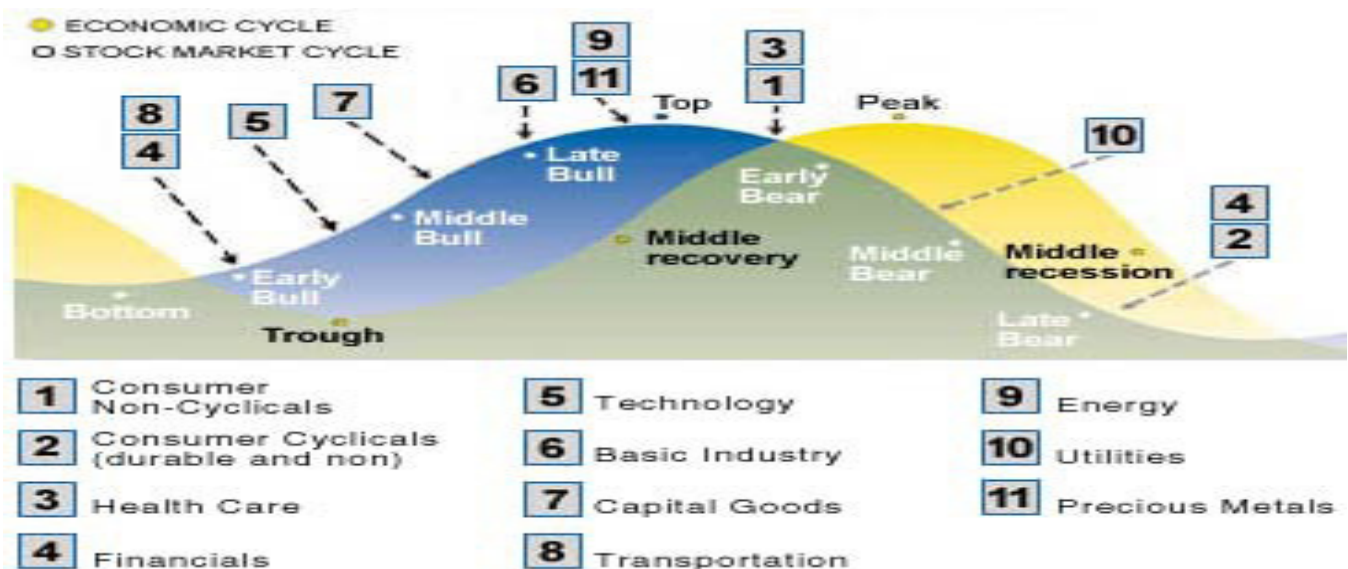 ECONOMIC CYCLE
STOCK MARKET CYCLE
9
3
11
1
6
7
8
4
5
10
4
2
Top
Peak
Late
Bull
Early
Bear
Middle
Bull
Middle
recovery
Middle
Bear
Middle
recession
Early
Bull
Bottom
Trough
Late
Bear
1 Consumer
Non-Cyclicals
2 Consumer Cyclicals
(durable and non)
3 Health Care
4 Financials
5 Technology
6 Basic Industry
7 Capital Goods
8 Transportation
9 Energy
10 Utilities
11 Precious Metals